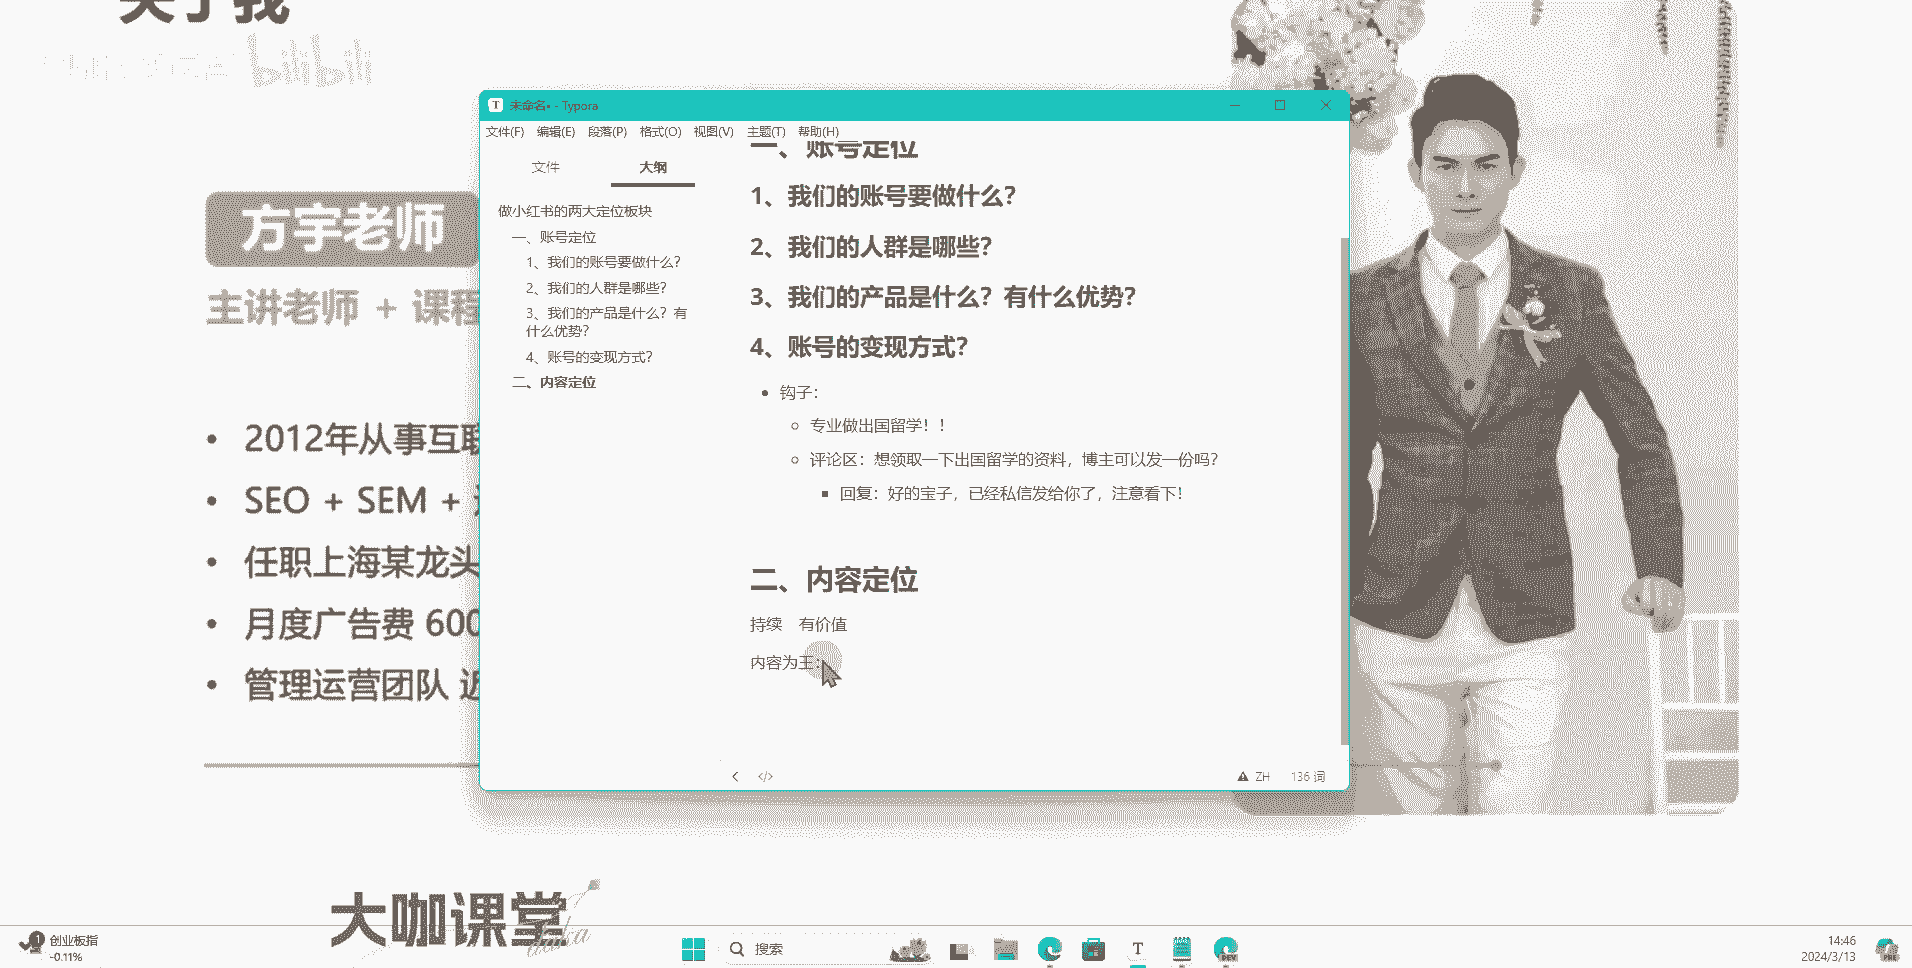 关于我
bilibili
方宇老师
主讲老师 + 课程
2012年从事互联
SEO + SEM +
任职上海某龙头
月度广告费 600
管理运营团队 近
大咖课堂
daka
未命名• - Typora
文件(F) 编辑(E) 段落(P) 格式(O) 视图(V) 主题(T) 帮助(H)
文件 大纲
做小红书的两大定位板块
一、账号定位
1、我们的账号要做什么？
2、我们的人群是哪些？
3、我们的产品是什么？有
什么优势？
4、账号的变现方式？
二、内容定位
一、账号定位
1、我们的账号要做什么？
2、我们的人群是哪些？
3、我们的产品是什么？有什么优势？
4、账号的变现方式？
钩子：
专业做出国留学！！
评论区：想领取一下出国留学的资料，博主可以发一份吗？
回复：好的宝子，已经私信发给你了，注意看下！
二、内容定位
持续 有价值
内容为王：
ZH 136 词
1
创业板指
-0.11%
搜索
T
DEV
14:46
2024/3/13
PRE